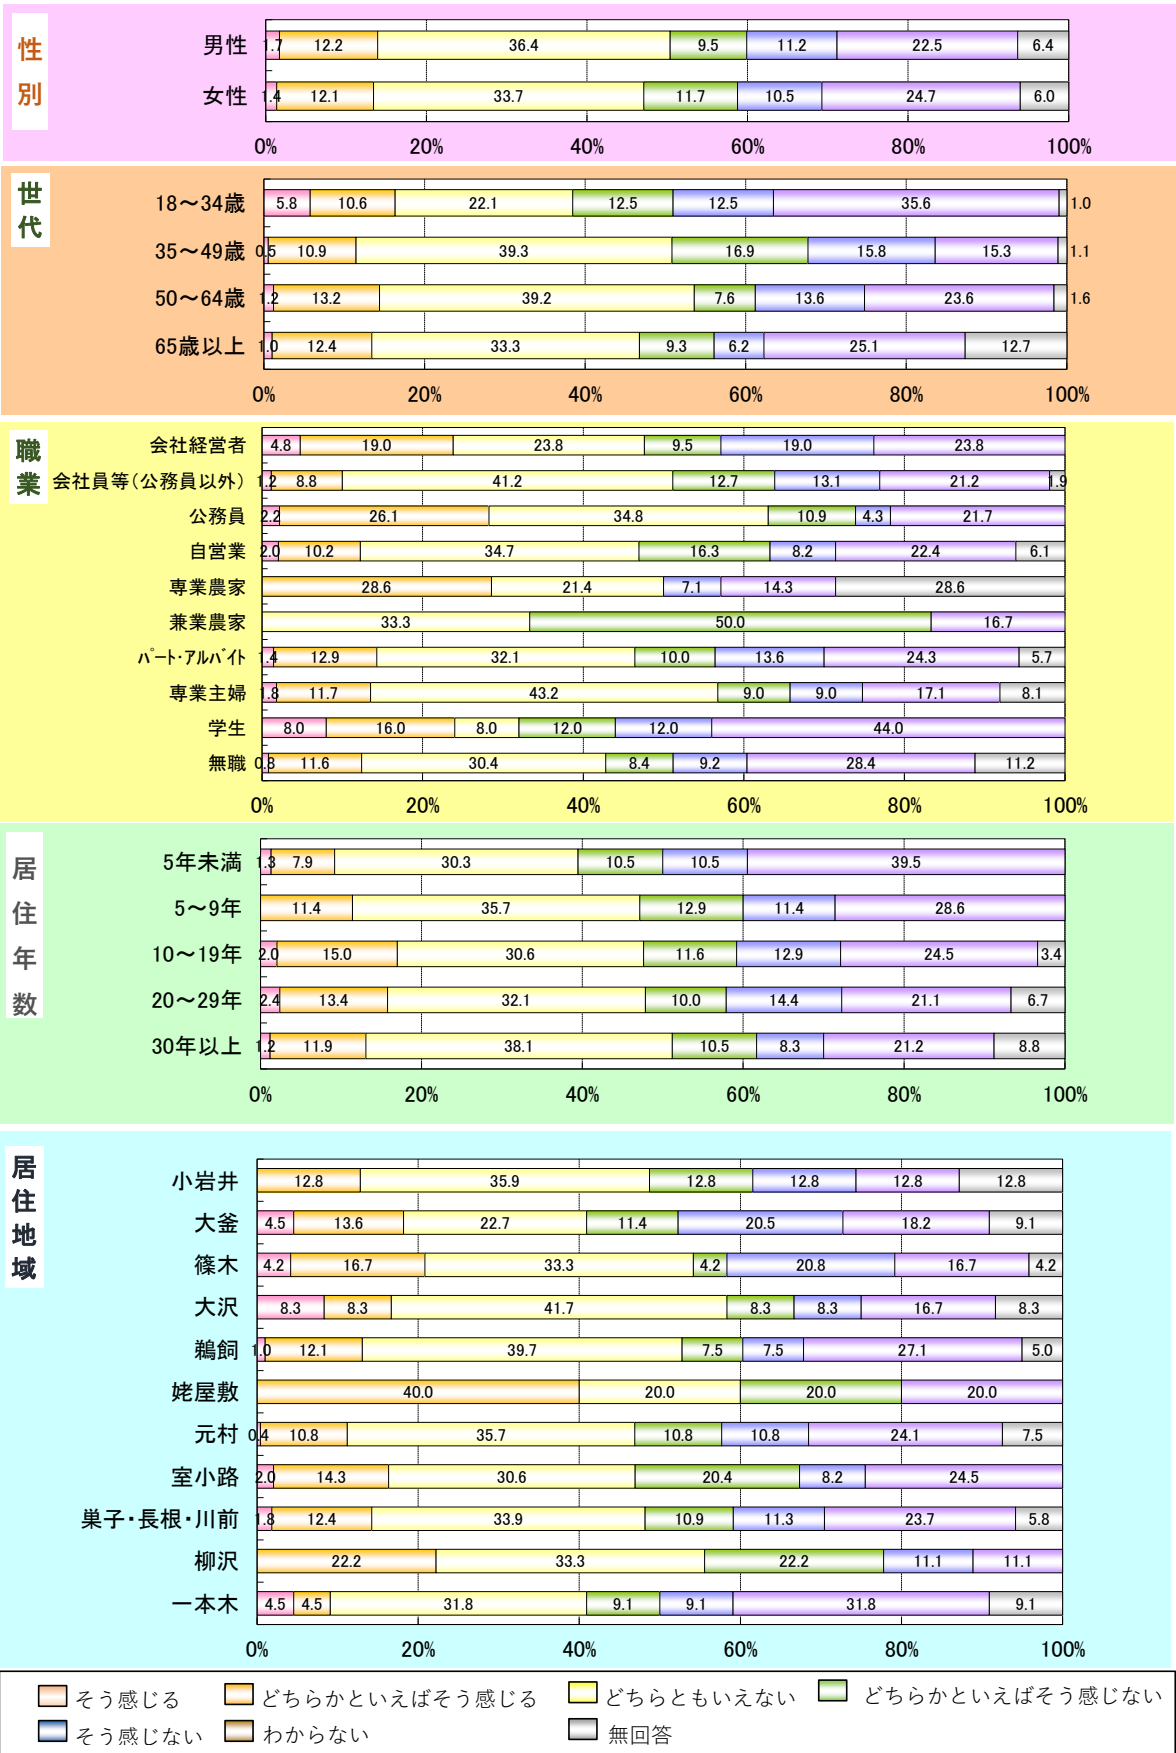 性別
男性 1.7 12.2 36.4 9.5 11.2 22.5 6.4
女性 1.4 12.1 33.7 11.7 10.5 24.7 6.0
0% 20% 40% 60% 80% 100%
世代
18～34歳 5.8 10.6 22.1 12.5 12.5 35.6 1.0
35～49歳 0.5 10.9 39.3 16.9 15.8 15.3 1.1
50～64歳 1.2 13.2 39.2 7.6 13.6 23.6 1.6
65歳以上 1.0 12.4 33.3 9.3 6.2 25.1 12.7
0% 20% 40% 60% 80% 100%
職業
会社経営者 4.8 19.0 23.8 9.5 19.0 23.8
会社員等(公務員以外) 1.2 8.8 41.2 12.7 13.1 21.2 1.9
公務員 2.2 26.1 34.8 10.9 4.3 21.7
自営業 2.0 10.2 34.7 16.3 8.2 22.4 6.1
専業農家 28.6 21.4 7.1 14.3 28.6
兼業農家 33.3 50.0 16.7
ﾊﾟｰﾄ･ｱﾙﾊﾞｲﾄ 1.4 12.9 32.1 10.0 13.6 24.3 5.7
専業主婦 1.8 11.7 43.2 9.0 9.0 17.1 8.1
学生 8.0 16.0 8.0 12.0 12.0 44.0
無職 0.8 11.6 30.4 8.4 9.2 28.4 11.2
0% 20% 40% 60% 80% 100%
居住年数
5年未満 1.3 7.9 30.3 10.5 10.5 39.5
5～9年 11.4 35.7 12.9 11.4 28.6
10～19年 2.0 15.0 30.6 11.6 12.9 24.5 3.4
20～29年 2.4 13.4 32.1 10.0 14.4 21.1 6.7
30年以上 1.2 11.9 38.1 10.5 8.3 21.2 8.8
0% 20% 40% 60% 80% 100%
居住地域
小岩井 12.8 35.9 12.8 12.8 12.8 12.8
大釜 4.5 13.6 22.7 11.4 20.5 18.2 9.1
篠木 4.2 16.7 33.3 4.2 20.8 16.7 4.2
大沢 8.3 8.3 41.7 8.3 8.3 16.7 8.3
鵜飼 1.0 12.1 39.7 7.5 7.5 27.1 5.0
姥屋敷 40.0 20.0 20.0 20.0
元村 0.4 10.8 35.7 10.8 10.8 24.1 7.5
室小路 2.0 14.3 30.6 20.4 8.2 24.5
巣子・長根・川前 1.8 12.4 33.9 10.9 11.3 23.7 5.8
柳沢 22.2 33.3 22.2 11.1 11.1
一本木 4.5 4.5 31.8 9.1 9.1 31.8 9.1
0% 20% 40% 60% 80% 100%
そう感じる どちらかといえばそう感じる どちらともいえない どちらかといえばそう感じない
そう感じない わからない 無回答